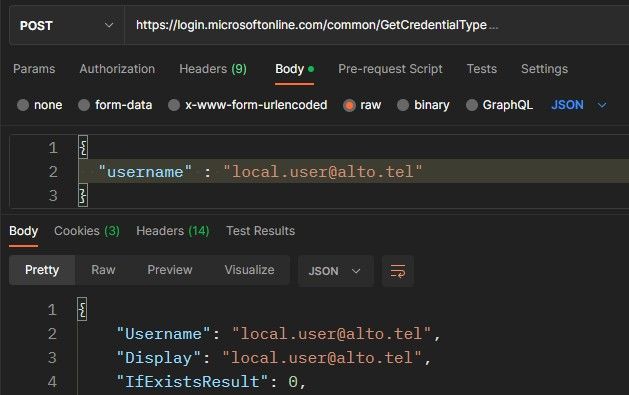 POST https://login.microsoftonline.com/common/GetCredentialType ...
Params Authorization Headers (9) Body Pre-request Script Tests Settings
none form-data x-www-form-urlencoded raw binary GraphQL JSON
1 {
2 "username" : "local.user@alto.tel"
3 }
Body Cookies (3) Headers (14) Test Results
Pretty Raw Preview Visualize JSON
1 {
2 "Username": "local.user@alto.tel",
3 "Display": "local.user@alto.tel",
4 "IfExistsResult": 0,